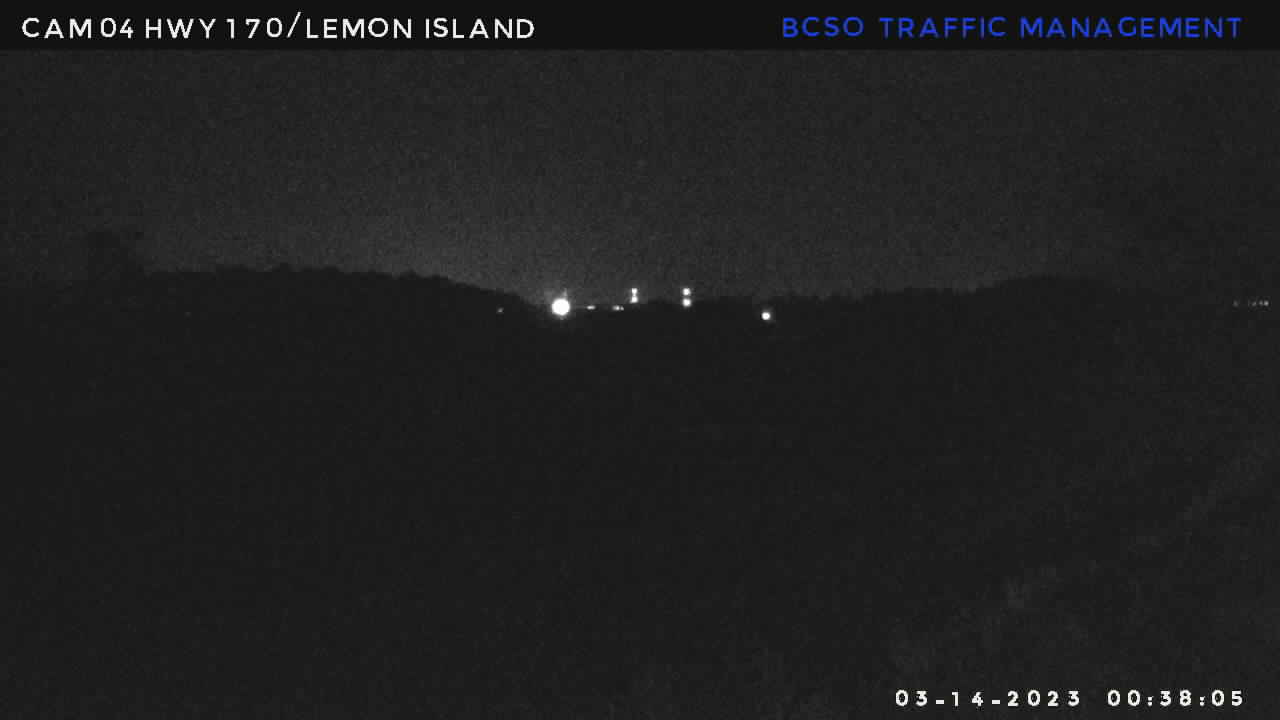 CAM 04 HWY 170/LEMON ISLAND
BCSO TRAFFIC MANAGEMENT
03-14-2023 00:38:05